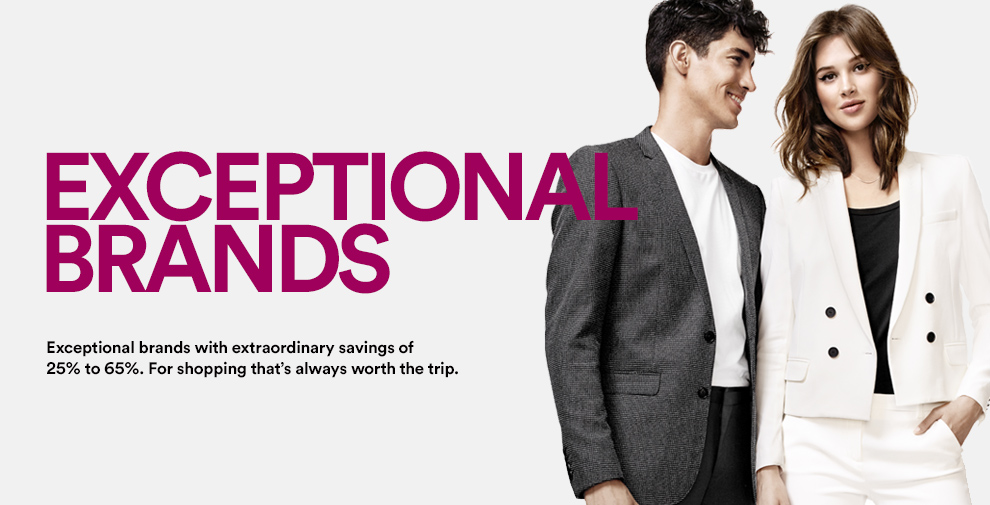 EXCEPTIONAL
BRANDS
Exceptional brands with extraordinary savings of
25% to 65%. For shopping that’s always worth the trip.